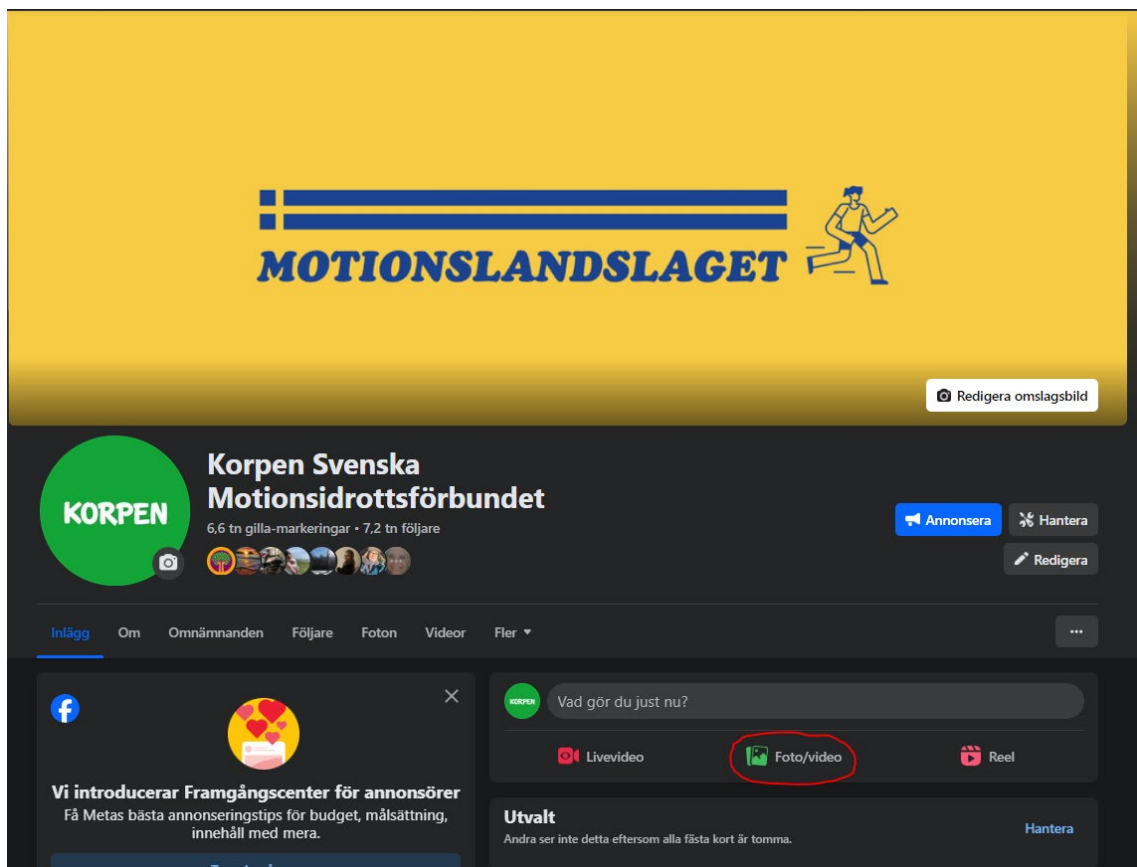 MOTIONSLANDSLAGET
Redigera omslagsbild
KORPEN
Korpen Svenska
Motionsidrottsförbundet
6,6 tn gilla-markeringar • 7,2 tn följare
Annonsera
Hantera
Redigera
Inlägg
Om
Omnämnanden
Följare
Foton
Videor
Fler
Vi introducerar Framgångscenter för annonsörer
Få Metas bästa annonseringstips för budget, målsättning,
innehåll med mera.
KORPEN
Vad gör du just nu?
Livevideo
Foto/video
Reel
Utvalt
Andra ser inte detta eftersom alla fästa kort är tomma.
Hantera